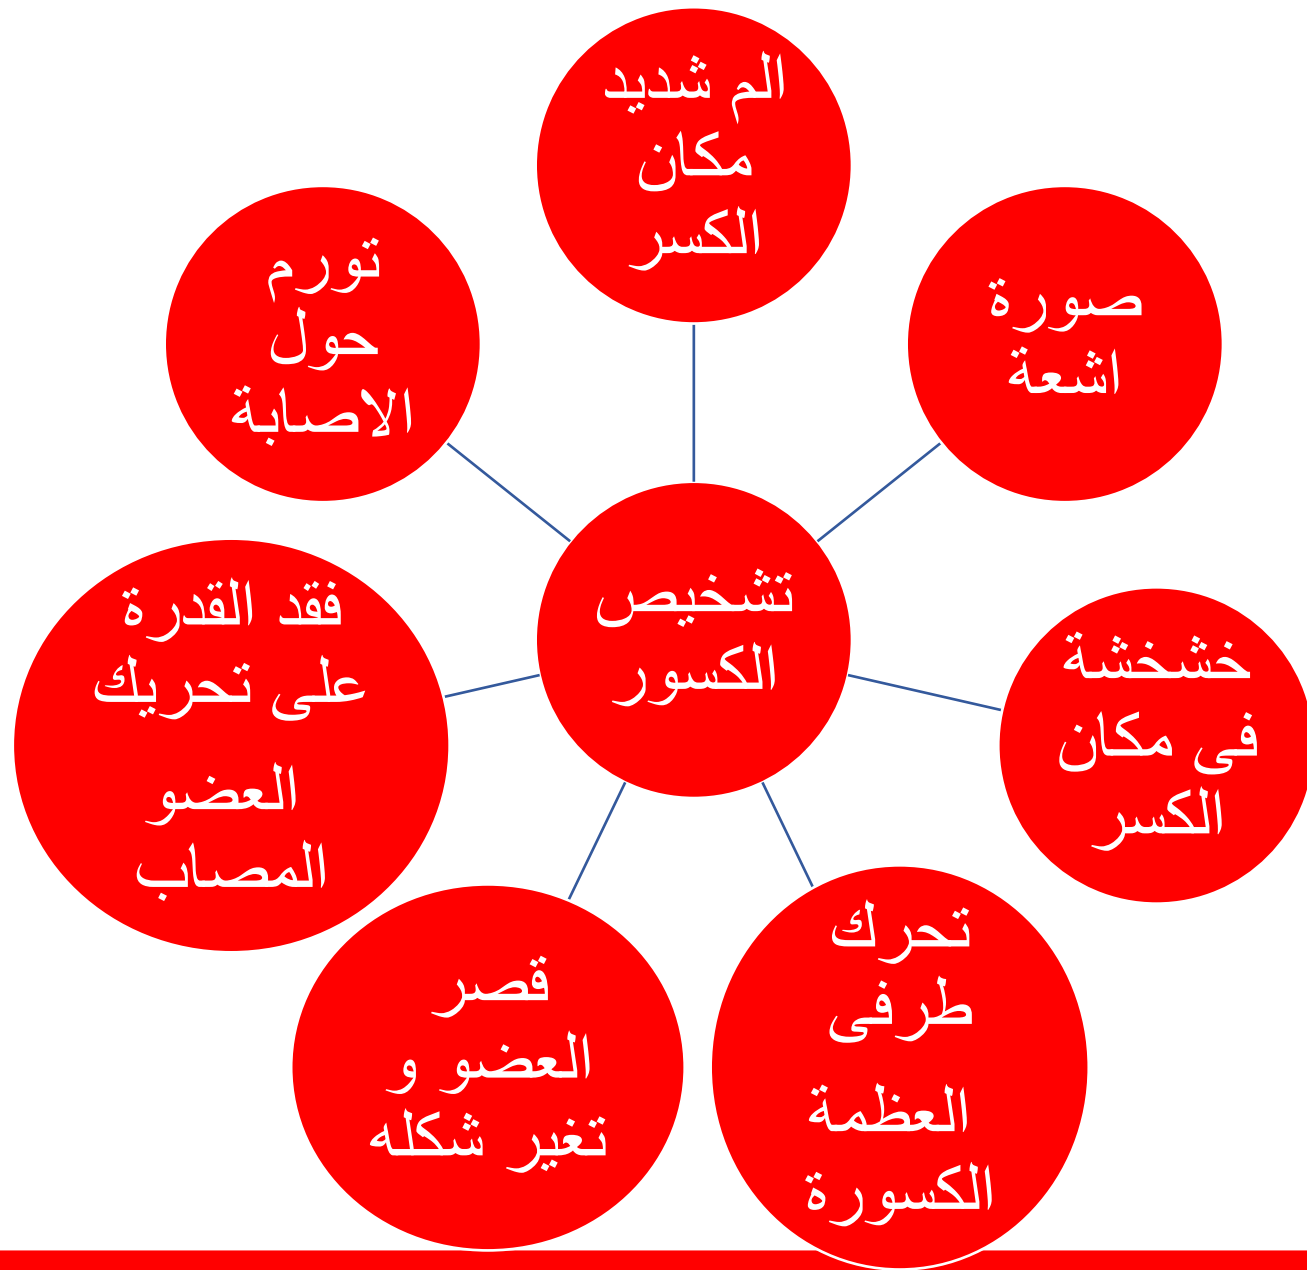 الم شديد
مكان
الكسر
صورة
اشعة
خشخشة
فى مكان
الكسر
تحرك
طرفى
العظمة
الكسورة
قصر
العضو و
تغير شكله
فقد القدرة
على تحريك
العضو
المصاب
تورم
حول
الاصابة
تشخيص
الكسور